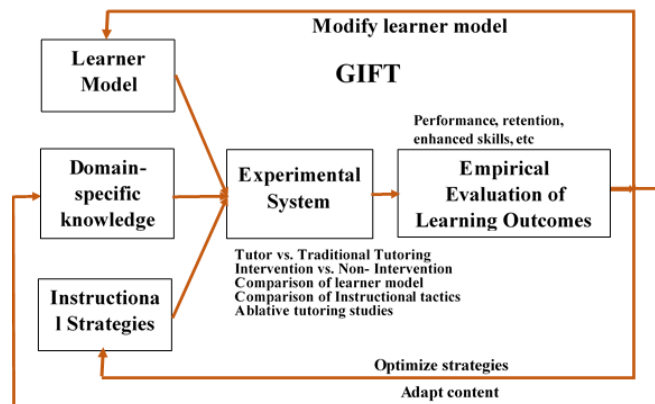 Modify learner model
Learner
Model
GIFT
Performance, retention,
enhanced skills, etc
Domain-
specific
knowledge
Experimental
System
Empirical
Evaluation of
Learning Outcomes
Tutor vs. Traditional Tutoring
Intervention vs. Non- Intervention
Comparison of learner model
Comparison of Instructional tactics
Ablative tutoring studies
Instructiona
l Strategies
Optimize strategies
Adapt content